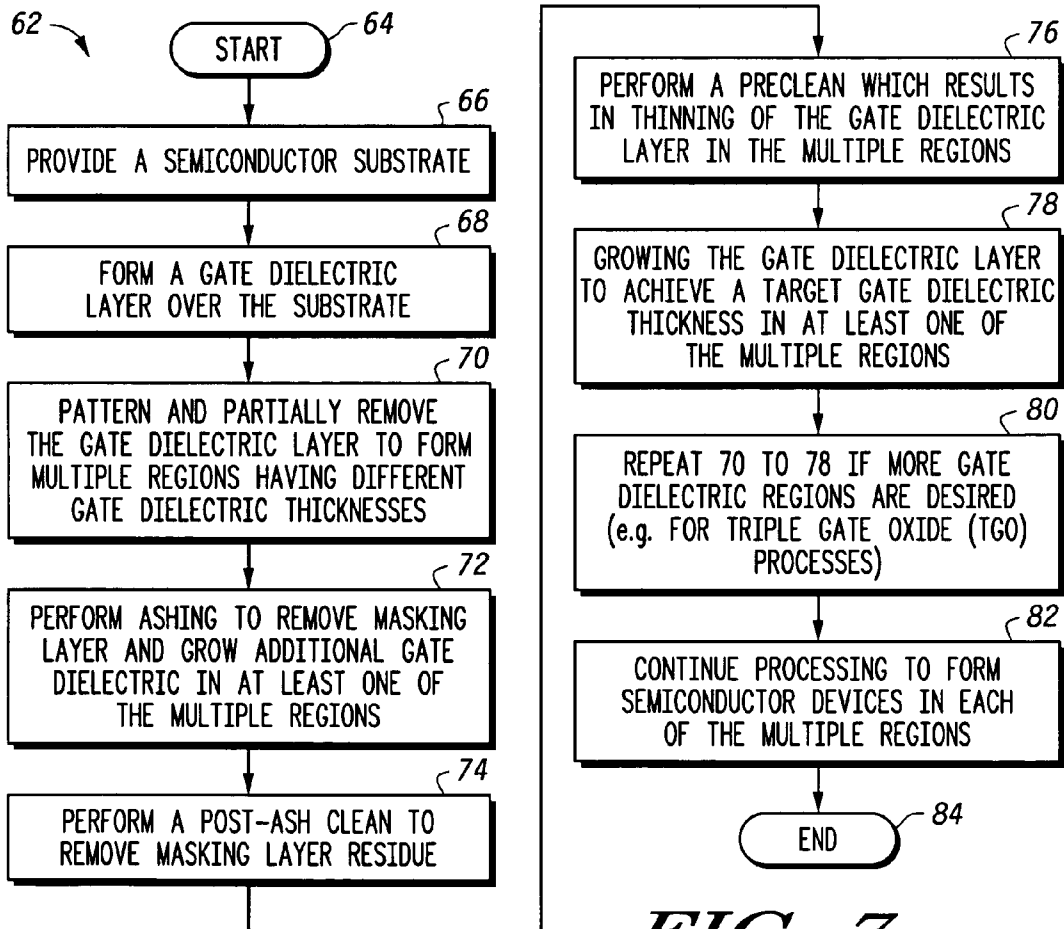 62
START
64
66
PROVIDE A SEMICONDUCTOR SUBSTRATE
68
FORM A GATE DIELECTRIC
LAYER OVER THE SUBSTRATE
70
PATTERN AND PARTIALLY REMOVE
THE GATE DIELECTRIC LAYER TO FORM
MULTIPLE REGIONS HAVING DIFFERENT
GATE DIELECTRIC THICKNESSES
72
PERFORM ASHING TO REMOVE MASKING
LAYER AND GROW ADDITIONAL GATE
DIELECTRIC IN AT LEAST ONE OF
THE MULTIPLE REGIONS
74
PERFORM A POST-ASH CLEAN TO
REMOVE MASKING LAYER RESIDUE
76
PERFORM A PRECLEAN WHICH RESULTS
IN THINNING OF THE GATE DIELECTRIC
LAYER IN THE MULTIPLE REGIONS
78
GROWING THE GATE DIELECTRIC LAYER
TO ACHIEVE A TARGET GATE DIELECTRIC
THICKNESS IN AT LEAST ONE OF
THE MULTIPLE REGIONS
80
REPEAT 70 TO 78 IF MORE GATE
DIELECTRIC REGIONS ARE DESIRED
(e.g. FOR TRIPLE GATE OXIDE (TGO)
PROCESSES)
82
CONTINUE PROCESSING TO FORM
SEMICONDUCTOR DEVICES IN EACH
OF THE MULTIPLE REGIONS
END
84
FIG. 7